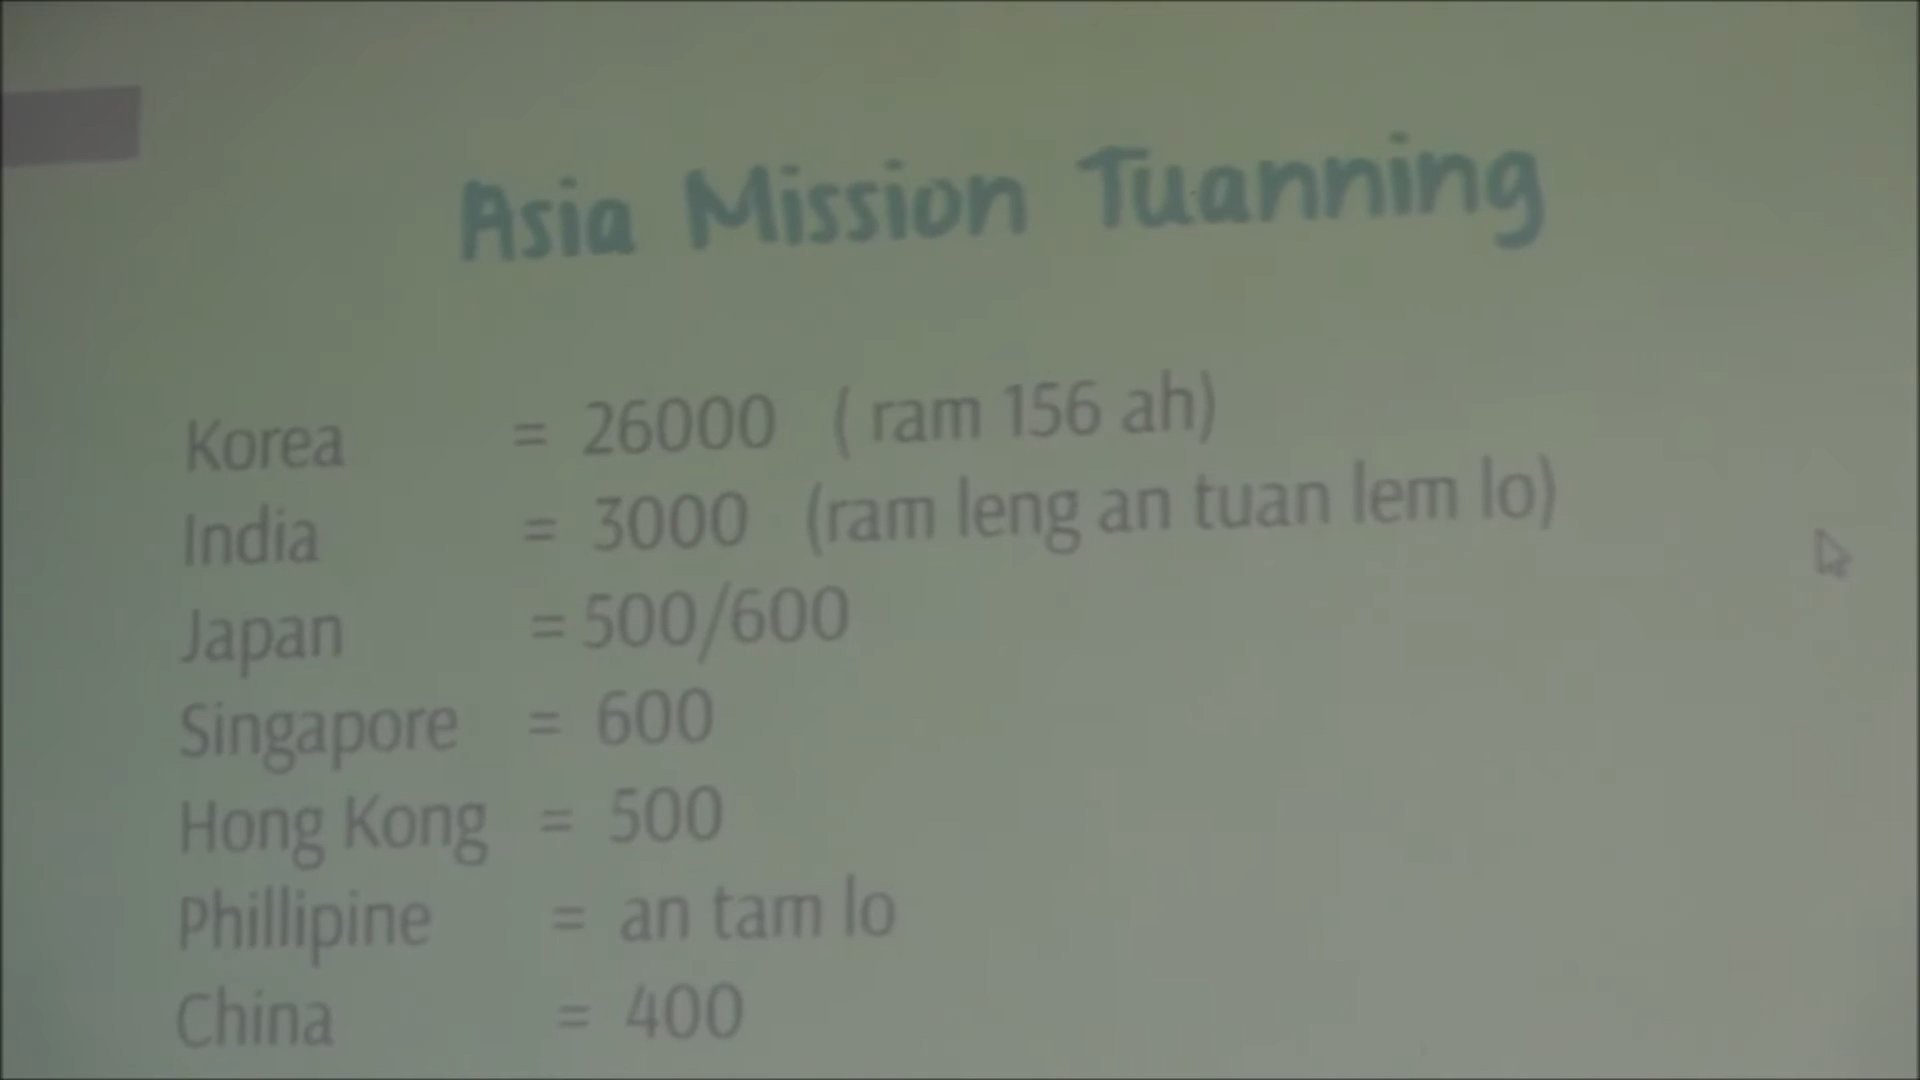 Asia Mission Tuanning
Korea = 26000 ( ram 156 ah)
India = 3000 (ram leng an tuan lem lo)
Japan = 500/600
Singapore = 600
Hong Kong = 500
Phillipine = an tam lo
China = 400